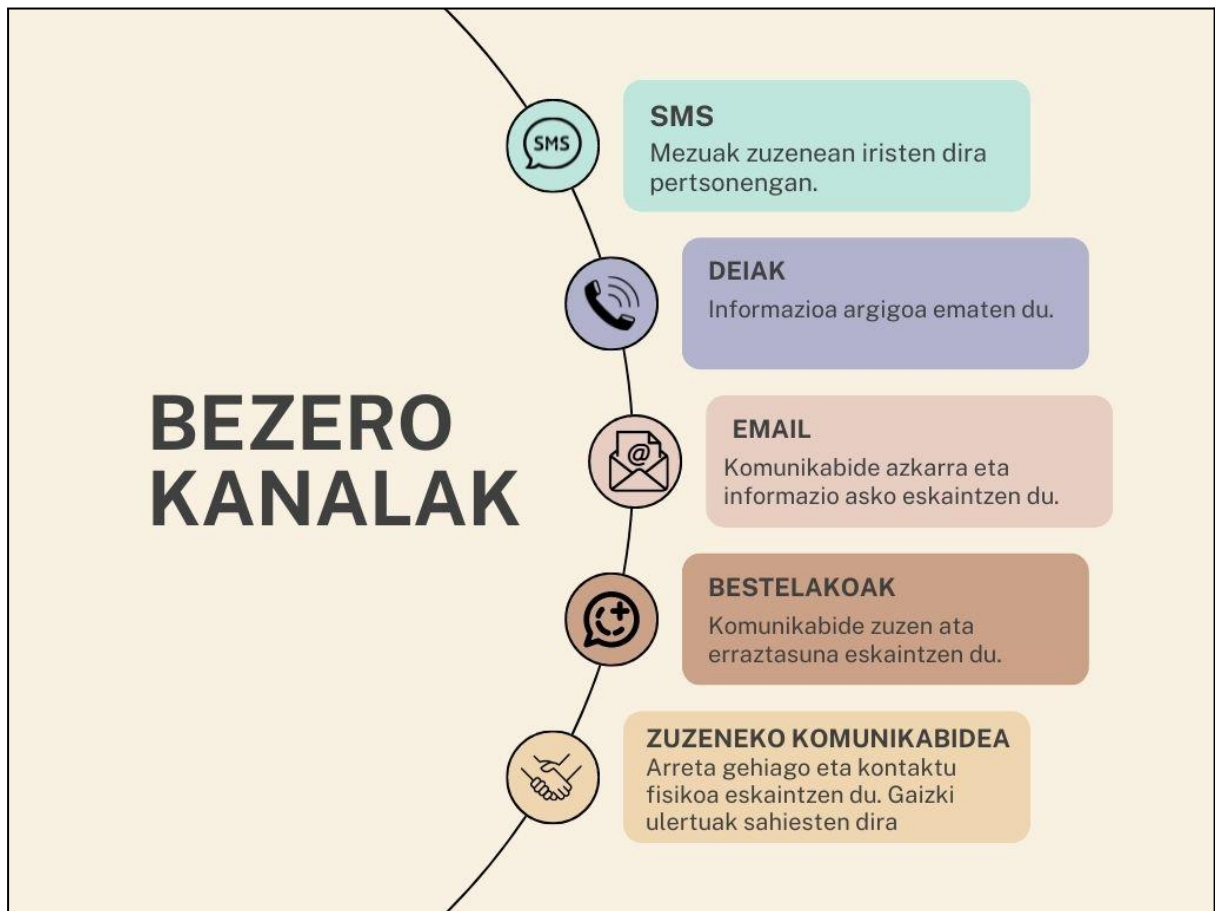 BEZERO
KANALAK
SMS
SMS
Mezuak zuzenean iristen dira
pertsonengan.
DEIAK
Informazioa argigoa ematen du.
@
EMAIL
Komunikabide azkarra eta
informazio asko eskaintzen du.
BESTELAKOAK
Komunikabide zuzen ata
erraztasuna eskaintzen du.
ZUZENEKO KOMUNIKABIDEA
Arreta gehiago eta kontaktu
fisikoa eskaintzen du. Gaizki
ulertuak sahiesten dira